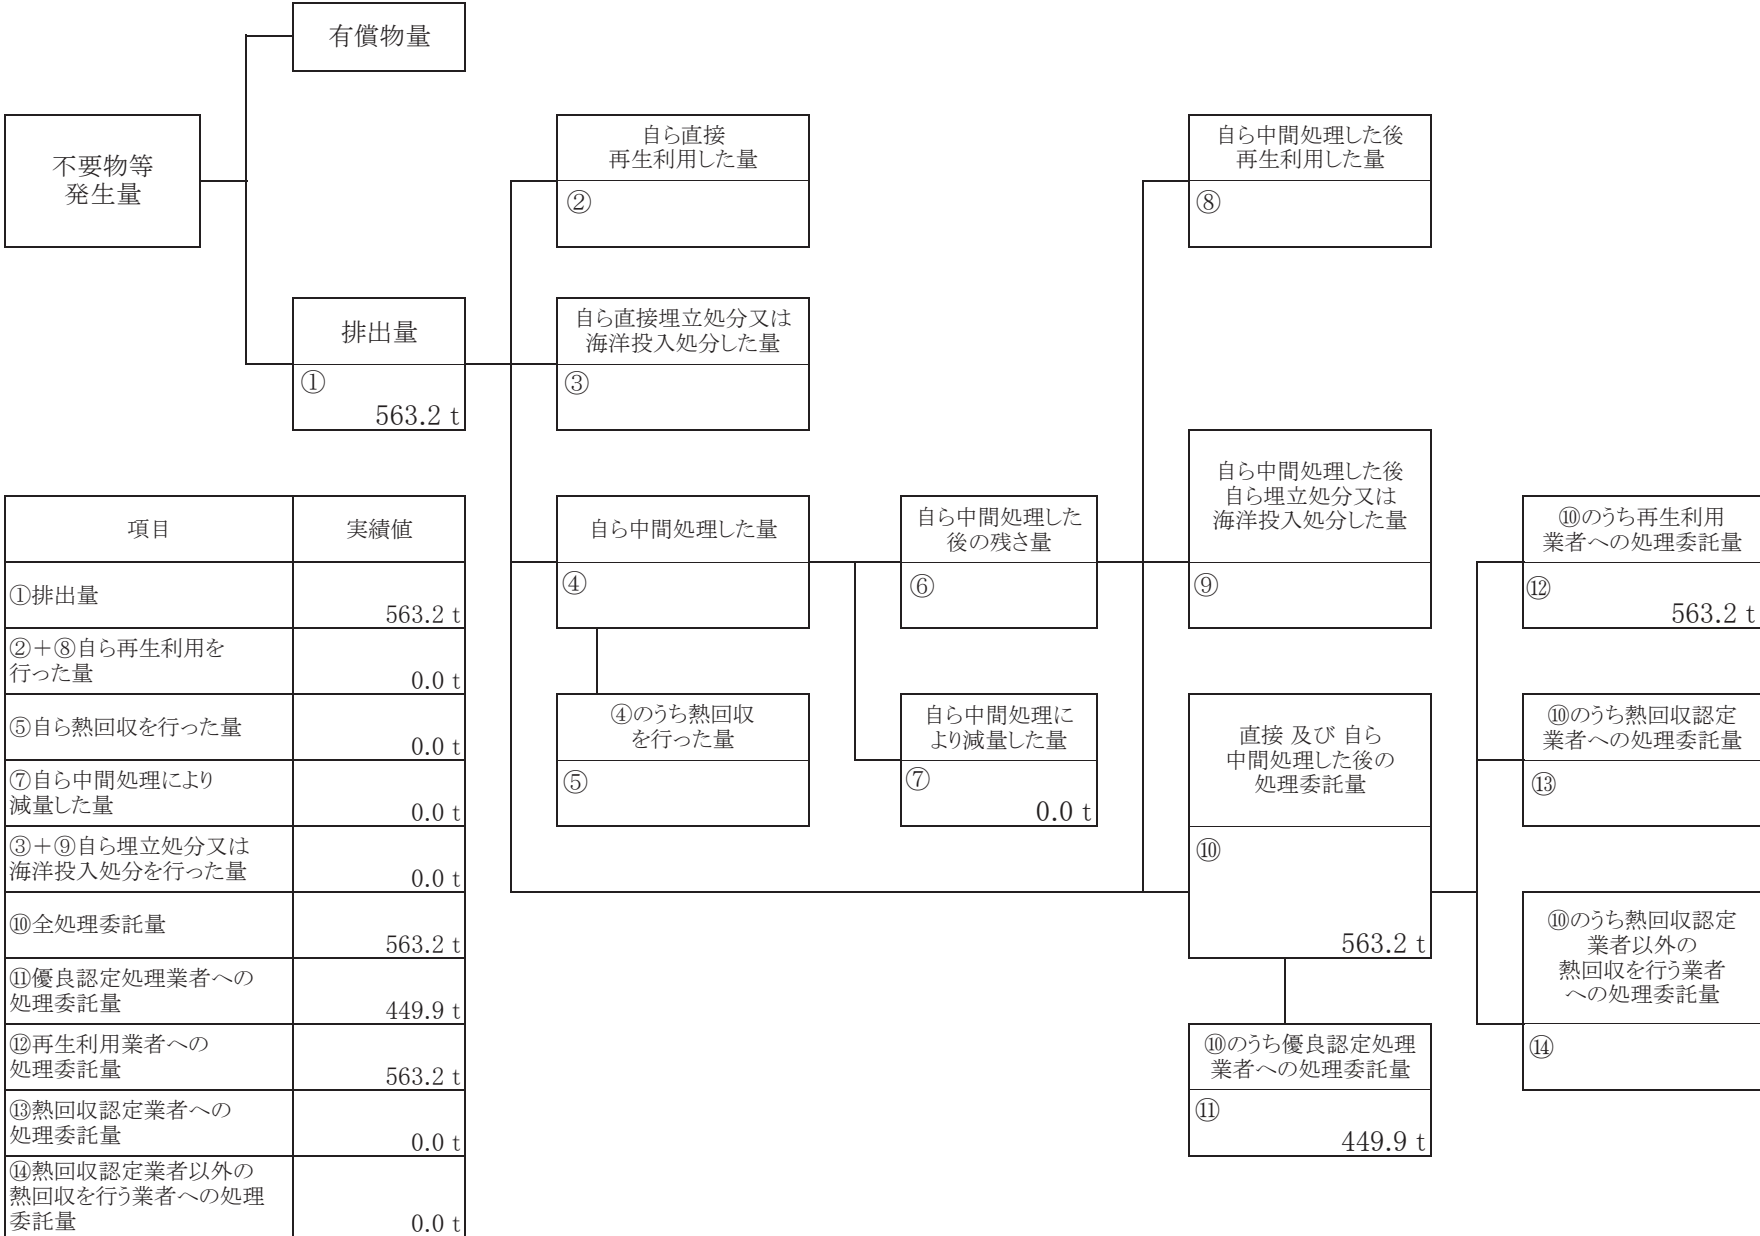 有償物量
不要物等
発生量
自ら直接
再生利用した量
②
自ら中間処理した後
再生利用した量
⑧
排出量
①
563.2 t
自ら直接埋立処分又は
海洋投入処分した量
③
自ら中間処理した量
④
自ら中間処理した
後の残さ量
⑥
自ら中間処理した後
自ら埋立処分又は
海洋投入処分した量
⑨
⑩のうち再生利用
業者への処理委託量
⑫
563.2 t
④のうち熱回収
を行った量
⑤
自ら中間処理に
より減量した量
⑦
0.0 t
直接 及び 自ら
中間処理した後の
処理委託量
⑩
563.2 t
⑩のうち熱回収認定
業者への処理委託量
⑬
⑩のうち熱回収認定
業者以外の
熱回収を行う業者
への処理委託量
⑭
⑩のうち優良認定処理
業者への処理委託量
⑪
449.9 t
項目
実績値
①排出量
563.2 t
②＋⑧自ら再生利用を
行った量
0.0 t
⑤自ら熱回収を行った量
0.0 t
⑦自ら中間処理により
減量した量
0.0 t
③＋⑨自ら埋立処分又は
海洋投入処分を行った量
0.0 t
⑩全処理委託量
563.2 t
⑪優良認定処理業者への
処理委託量
449.9 t
⑫再生利用業者への
処理委託量
563.2 t
⑬熱回収認定業者への
処理委託量
0.0 t
⑭熱回収認定業者以外の
熱回収を行う業者への処理
委託量
0.0 t